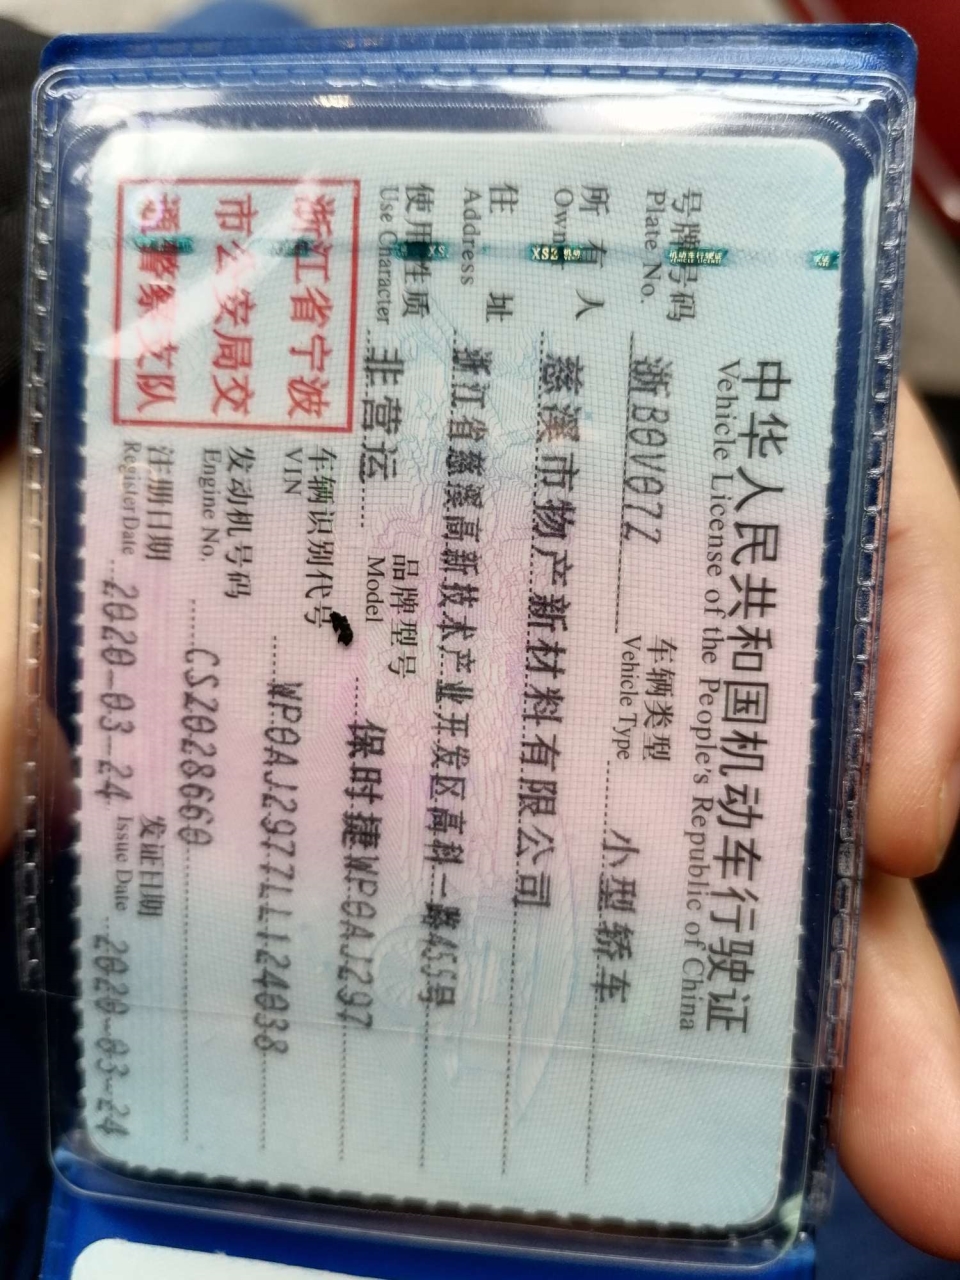 中华人民共和国机动车行驶证
Vehicle License of the People's Republic of China
号牌号码 浙B0V07Z 车辆类型 小型轿车
Plate No. Vehicle Type
所有人 慈溪市物产新材料有限公司
Owner
住址 浙江省慈溪高新技术产业开发区高科一路455号
Address
使用性质 非营运 品牌型号 保时捷WP0AJ297
Use Character Model
浙江省宁波
市公安局交
通警察支队
车辆识别代号 WP0AJ2977LL124038
VIN
发动机号码 CSZ028660
Engine No.
注册日期 2020-03-24 发证日期 2020-03-24
Register Date Issue Date